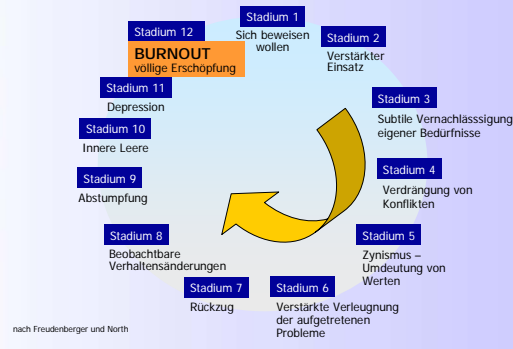 Stadium 1
Sich beweisen
wollen
Stadium 2
Verstärkter
Einsatz
Stadium 3
Subtile Vernachlässsigung
eigener Bedürfnisse
Stadium 4
Verdrängung von
Konflikten
Stadium 5
Zynismus –
Umdeutung von
Werten
Stadium 6
Verstärkte Verleugnung
der aufgetretenen
Probleme
Stadium 7
Rückzug
Stadium 8
Beobachtbare
Verhaltensänderungen
Stadium 9
Abstumpfung
Stadium 10
Innere Leere
Stadium 11
Depression
Stadium 12
BURNOUT
völlige Erschöpfung
nach Freudenberger und North